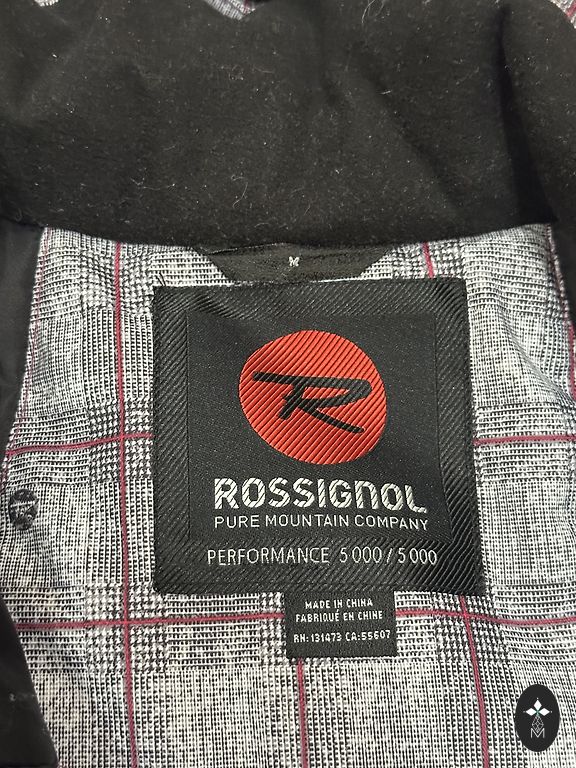 M
R
ROSSIGNOL
PURE MOUNTAIN COMPANY
PERFORMANCE 5 000 / 5 000
MADE IN CHINA
FABRIQUÉ EN CHINE
RN: 131473 CA: 55607
M